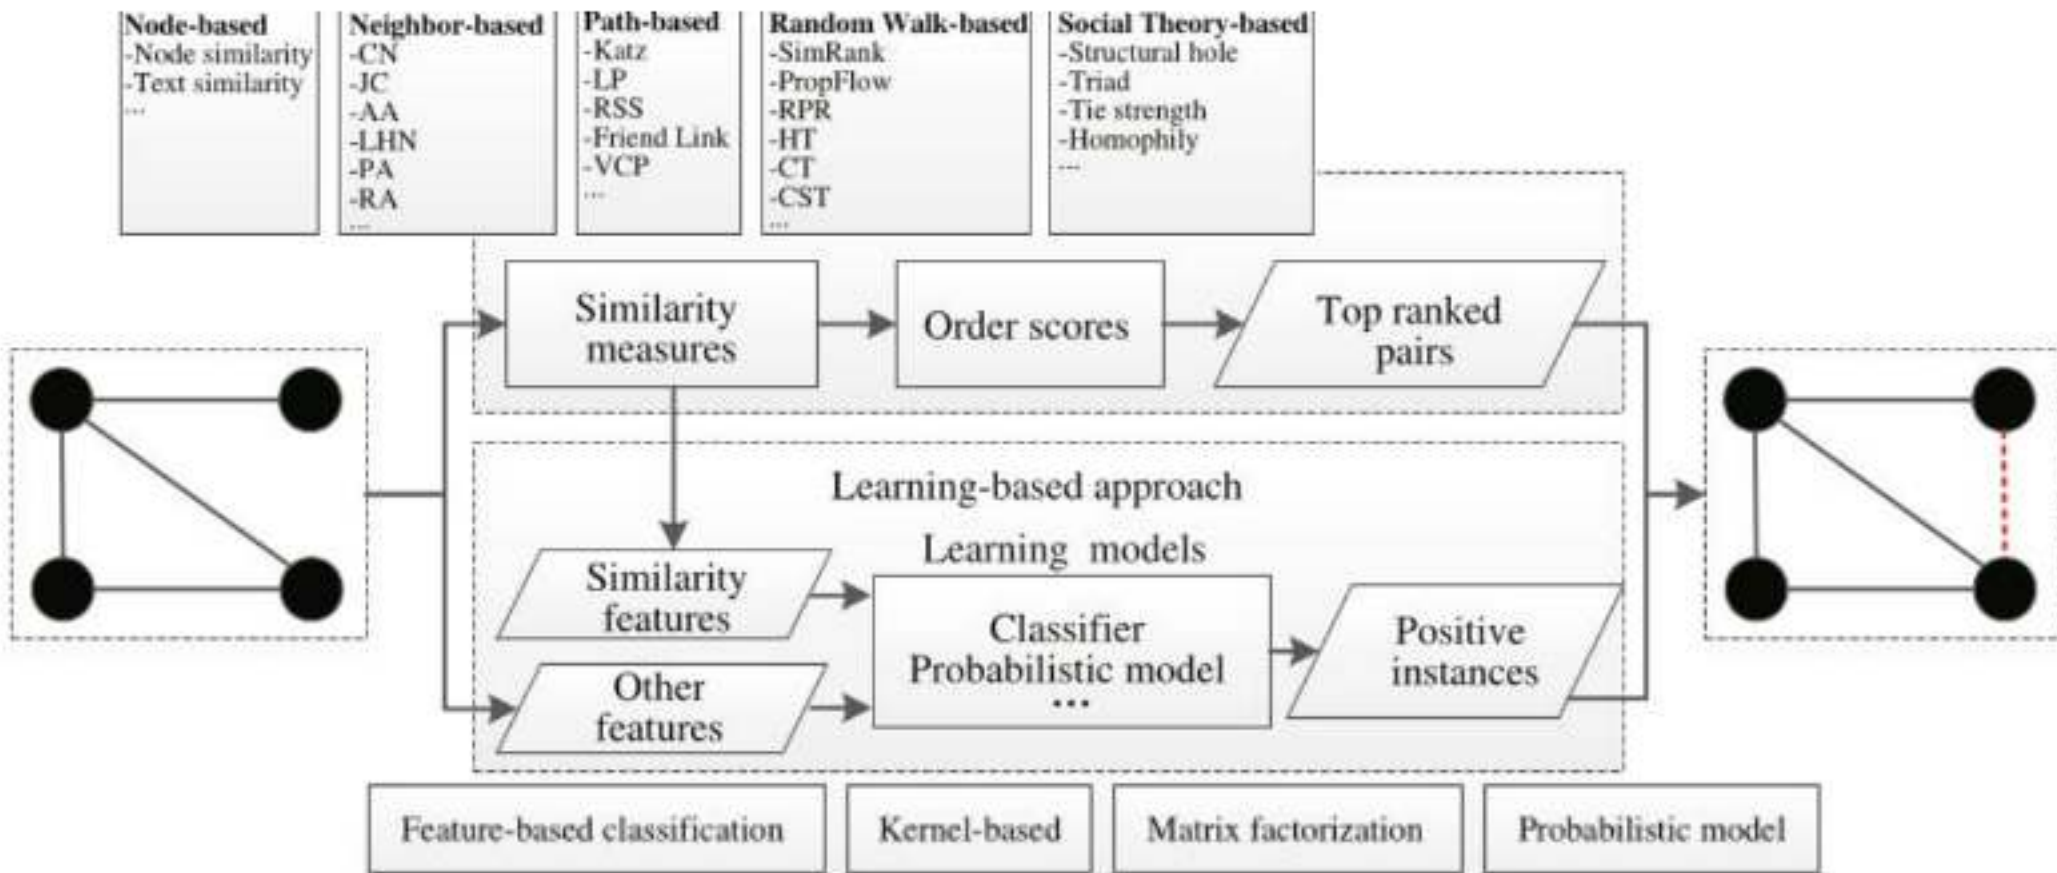 Node-based
-Node similarity
-Text similarity
...
Neighbor-based
-CN
-JC
-AA
-LHN
-PA
-RA
...
Path-based
-Katz
-LP
-RSS
-Friend Link
-VCP
...
Random Walk-based
-SimRank
-PropFlow
-RPR
-HT
-CT
-CST
...
Social Theory-based
-Structural hole
-Triad
-Tie strength
-Homophily
...
Similarity
measures
Order scores
Top ranked
pairs
Learning-based approach
Learning models
Similarity
features
Other
features
Classifier
Probabilistic model
...
Positive
instances
Feature-based classification
Kernel-based
Matrix factorization
Probabilistic model